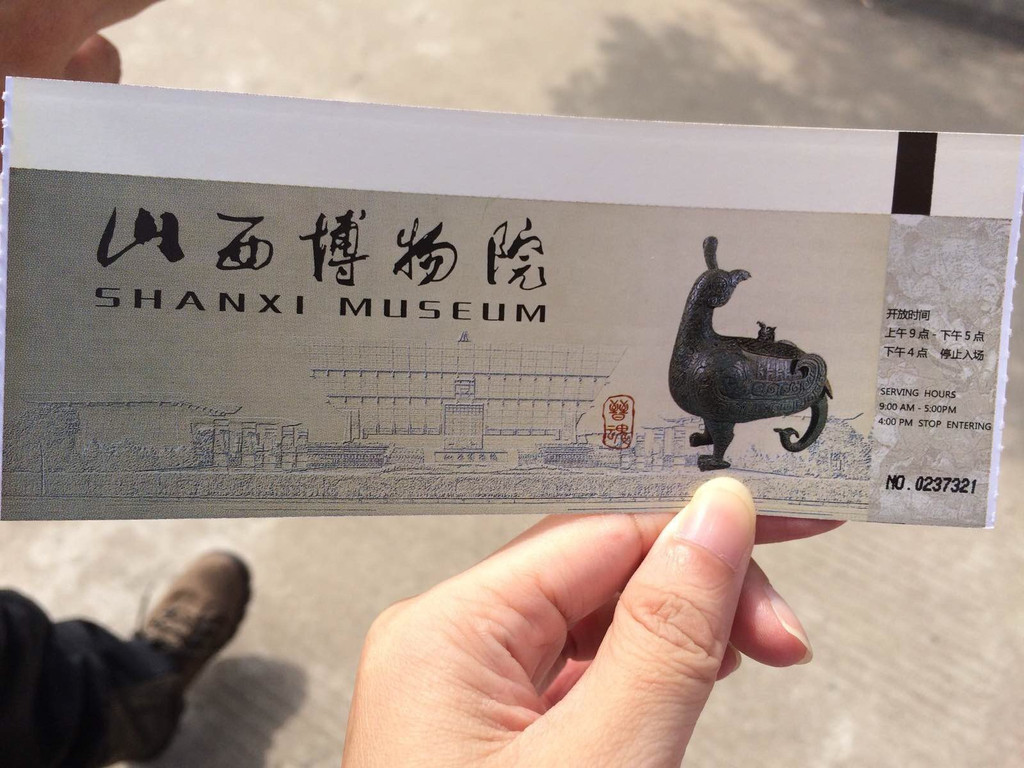 山西博物院
SHANXI MUSEUM
晋魂
开放时间
上午9点-下午5点
下午4点 停止入场
SERVING HOURS
9:00 AM - 5:00PM
4:00 PM STOP ENTERING
NO.0237321